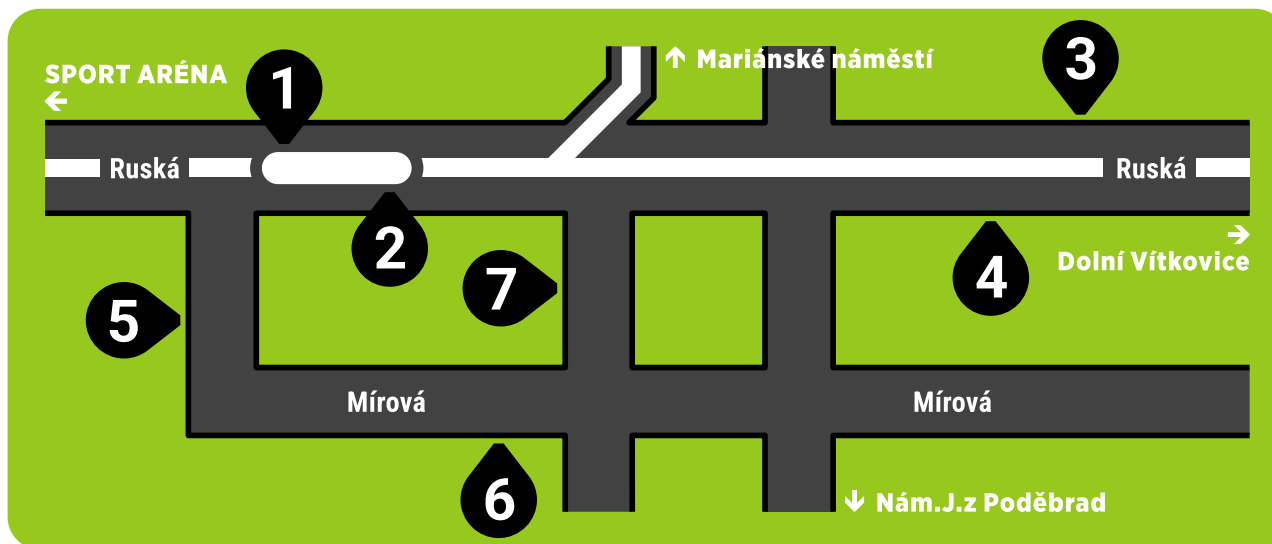 SPORT ARÉNA
←
1
↑ Mariánské náměstí
3
Ruská
Ruská
2
7
4
→
Dolní Vítkovice
5
Mírová
Mírová
6
↓ Nám.J.z Poděbrad